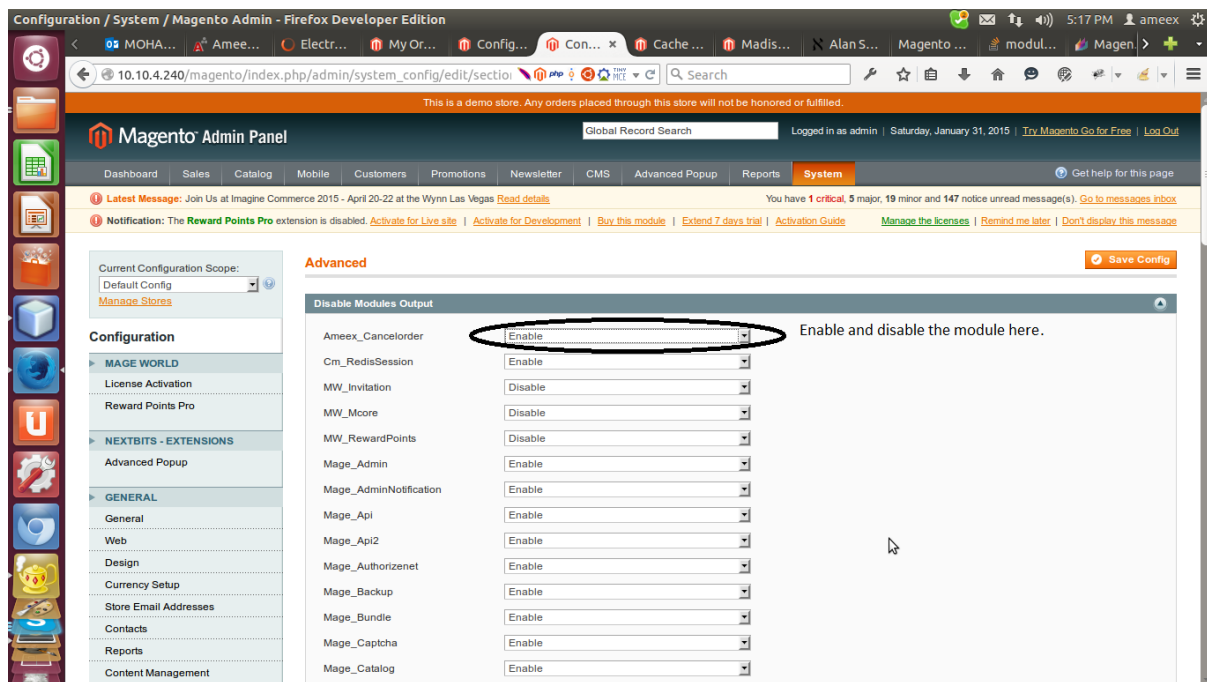 Configuration / System / Magento Admin - Firefox Developer Edition
5:17 PM ameex
MOHA... Amee... Electr... My Or... Config... Con... × Cache ... Madis... Alan S... Magento ... modul... Magen.
10.10.4.240/magento/index.php/admin/system_config/edit/section Search
This is a demo store. Any orders placed through this store will not be honored or fulfilled.
Magento Admin Panel
Global Record Search
Logged in as admin | Saturday, January 31, 2015 | Try Magento Go for Free | Log Out
Dashboard Sales Catalog Mobile Customers Promotions Newsletter CMS Advanced Popup Reports System Get help for this page
Latest Message: Join Us at Imagine Commerce 2015 - April 20-22 at the Wynn Las Vegas Read details You have 1 critical, 5 major, 19 minor and 147 notice unread message(s). Go to messages inbox
Notification: The Reward Points Pro extension is disabled. Activate for Live site | Activate for Development | Buy this module | Extend 7 days trial | Activation Guide Manage the licenses | Remind me later | Don't display this message
Current Configuration Scope:
Default Config
Manage Stores
Configuration
MAGE WORLD
License Activation
Reward Points Pro
NEXTBITS - EXTENSIONS
Advanced Popup
GENERAL
General
Web
Design
Currency Setup
Store Email Addresses
Contacts
Reports
Content Management
Advanced
Save Config
Disable Modules Output
Ameex_Cancelorder Enable
Enable and disable the module here.
Cm_RedisSession Enable
MW_Invitation Disable
MW_Mcore Disable
MW_RewardPoints Disable
Mage_Admin Enable
Mage_AdminNotification Enable
Mage_Api Enable
Mage_Api2 Enable
Mage_Authorizenet Enable
Mage_Backup Enable
Mage_Bundle Enable
Mage_Captcha Enable
Mage_Catalog Enable